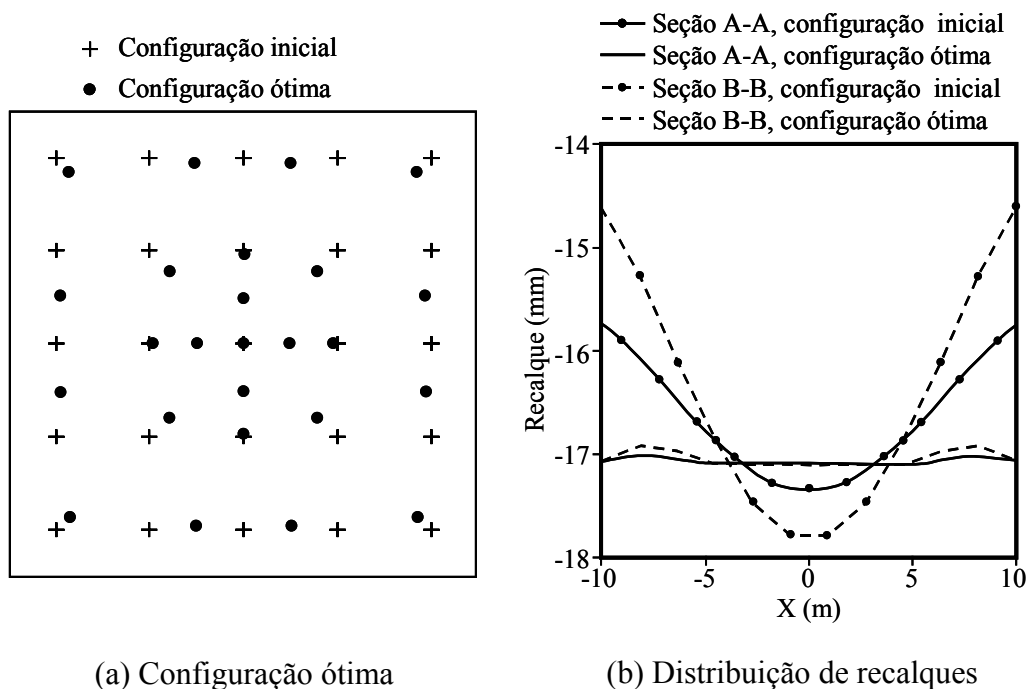 Configuração inicial
Configuração ótima
(a) Configuração ótima
Seção A-A, configuração inicial
Seção A-A, configuração ótima
Seção B-B, configuração inicial
Seção B-B, configuração ótima
Recalque (mm)
-14
-15
-16
-17
-18
-10
-5
0
5
10
X (m)
(b) Distribuição de recalques